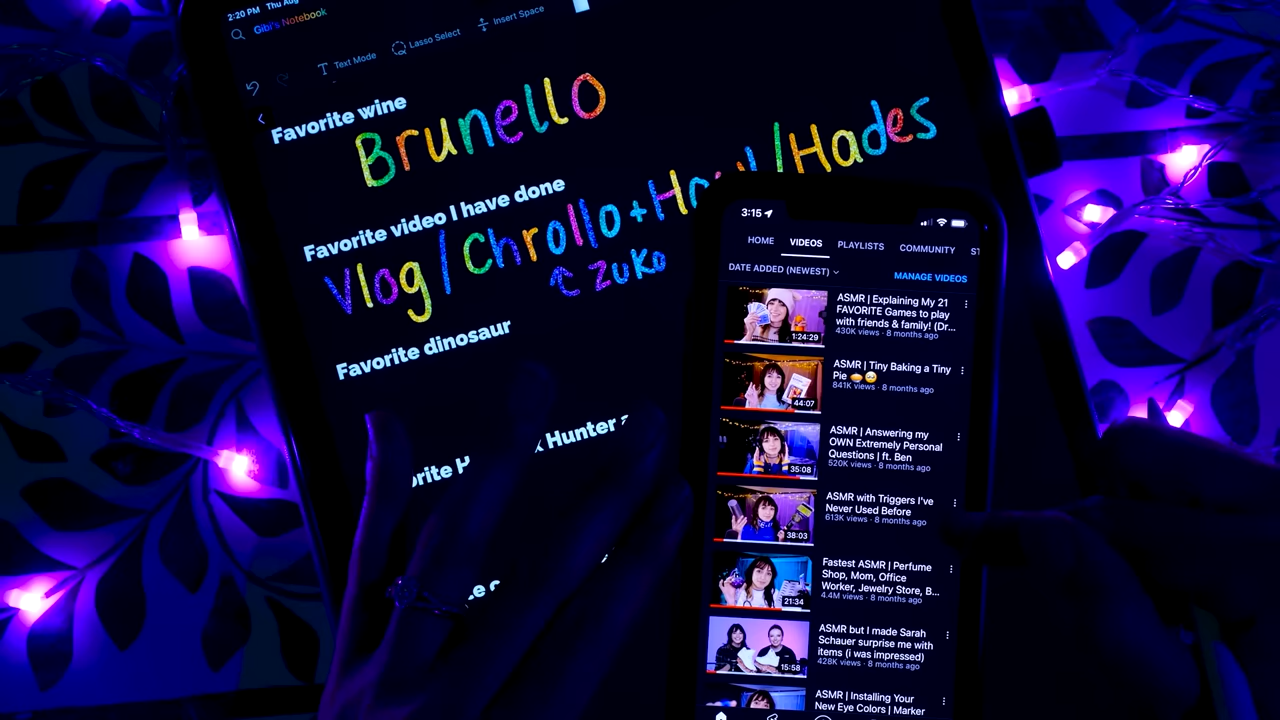 2:20 PM Thu Aug
Gibi's Notebook
Text Mode
Lasso Select
Insert Space
Favorite wine
Brunello
Favorite video I have done
Vlog/Chrollo+ /Hades
Zuko
Favorite dinosaur
Hunter
3:15
HOME VIDEOS PLAYLISTS COMMUNITY ST
DATE ADDED (NEWEST) MANAGE VIDEOS
ASMR | Explaining My 21
FAVORITE Games to play
with friends & family! (Dr...
430K views · 8 months ago
1:24:29
ASMR | Tiny Baking a Tiny
Pie 🥧🥺
841K views · 8 months ago
44:07
ASMR | Answering my
OWN Extremely Personal
Questions | ft. Ben
520K views · 8 months ago
35:08
ASMR with Triggers I've
Never Used Before
613K views · 8 months ago
38:03
Fastest ASMR | Perfume
Shop, Mom, Office
Worker, Jewelry Store, B...
4.4M views · 8 months ago
21:34
ASMR but I made Sarah
Schauer surprise me with
items (i was impressed)
428K views · 8 months ago
15:58
ASMR | Installing Your
New Eye Colors | Marker